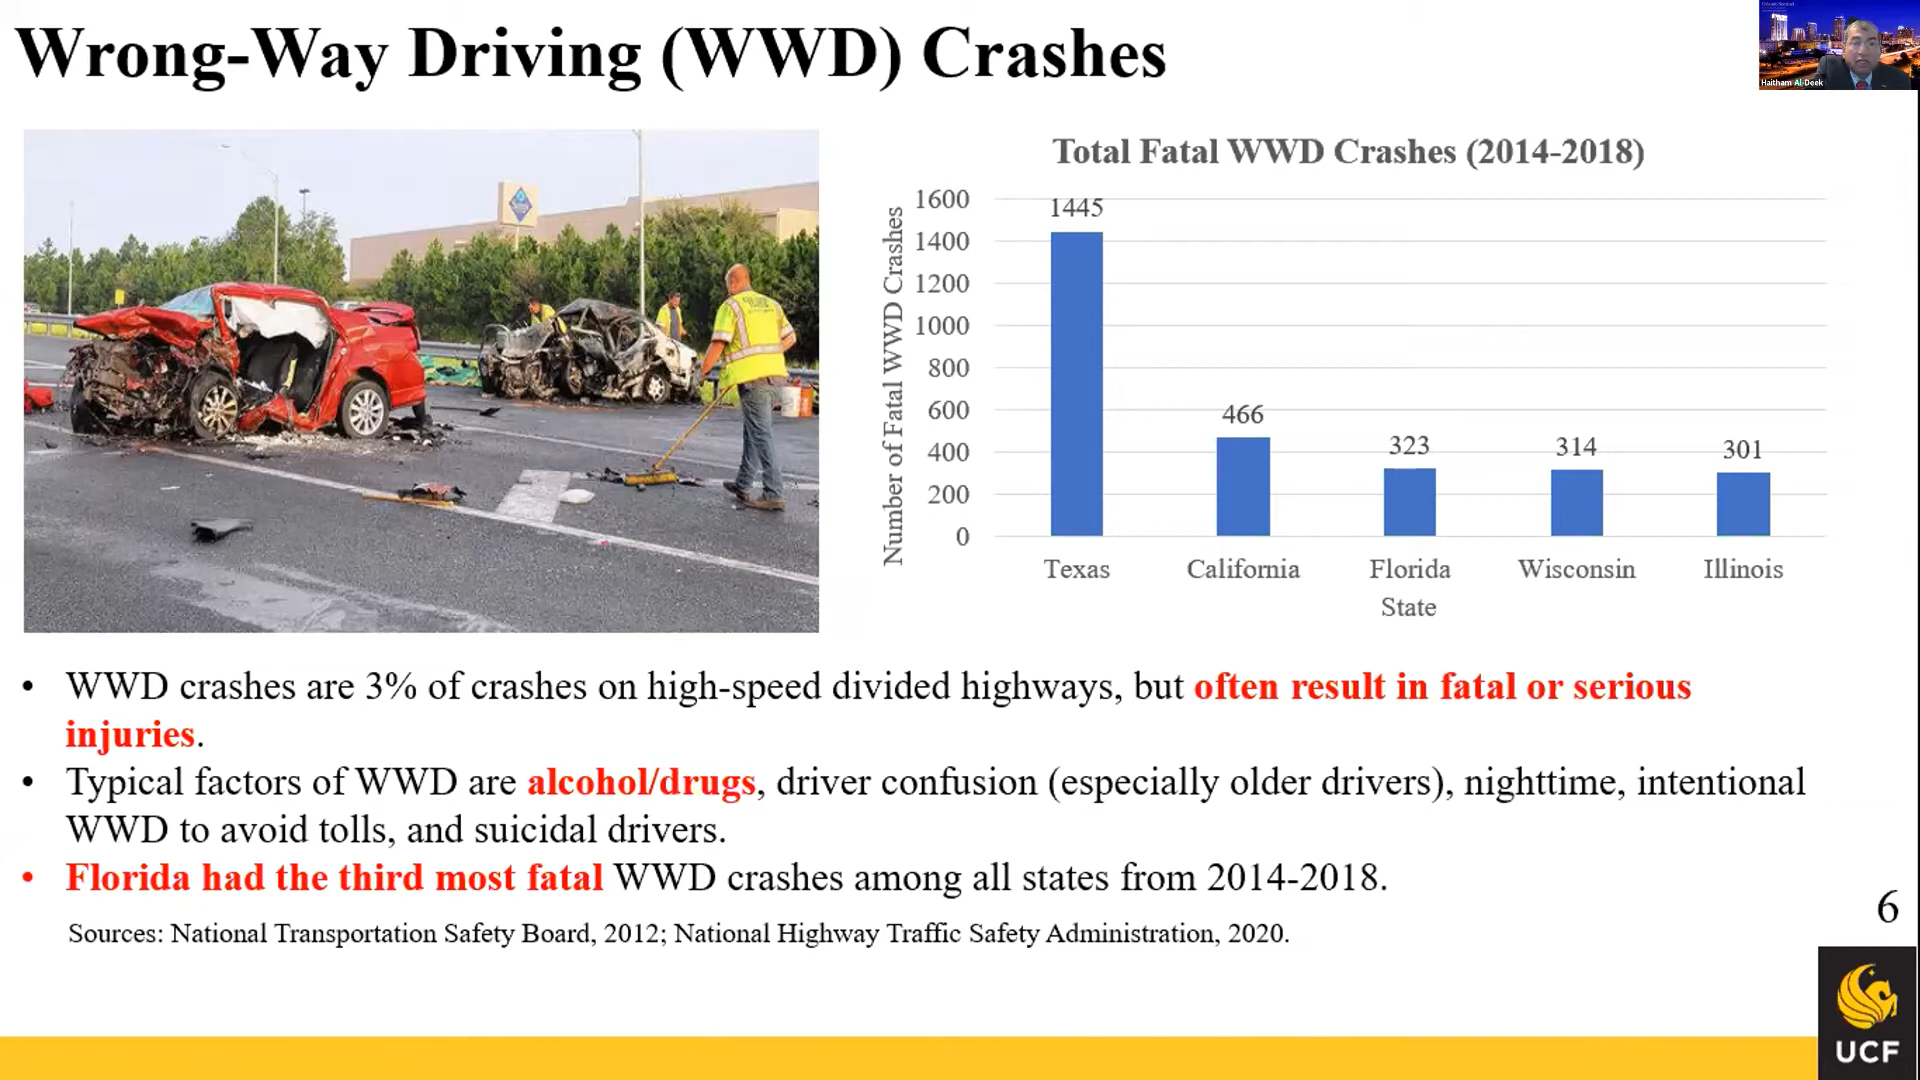 Wrong-Way Driving (WWD) Crashes
Haitham Al-Deek
Total Fatal WWD Crashes (2014-2018)
Number of Fatal WWD Crashes
1600
1400
1200
1000
800
600
400
200
0
1445
466
323
314
301
Texas California Florida Wisconsin Illinois
State
• WWD crashes are 3% of crashes on high-speed divided highways, but often result in fatal or serious
injuries.
• Typical factors of WWD are alcohol/drugs, driver confusion (especially older drivers), nighttime, intentional
WWD to avoid tolls, and suicidal drivers.
• Florida had the third most fatal WWD crashes among all states from 2014-2018.
Sources: National Transportation Safety Board, 2012; National Highway Traffic Safety Administration, 2020.
6
UCF